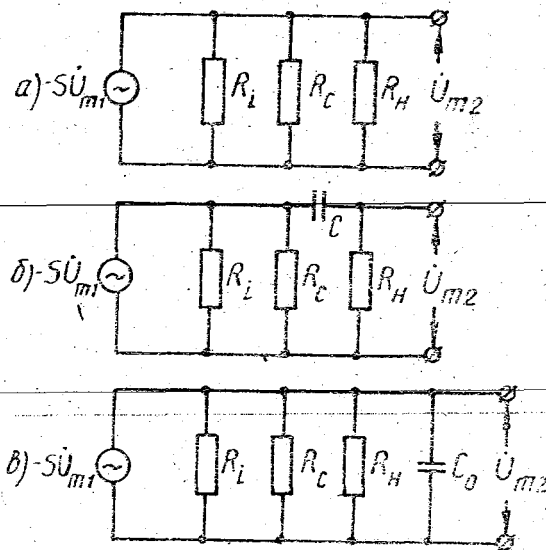 а) -SU̇m1 Ri Rc Rн U̇m2
б) -SU̇m1 Ri C Rc Rн U̇m2
в) -SU̇m1 Ri Rc Rн C0 U̇m2